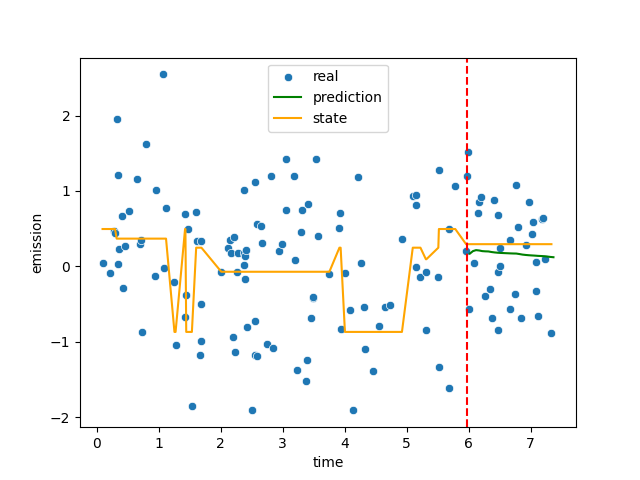 real
prediction
state
emission
2
1
0
−1
−2
0 1 2 3 4 5 6 7
time